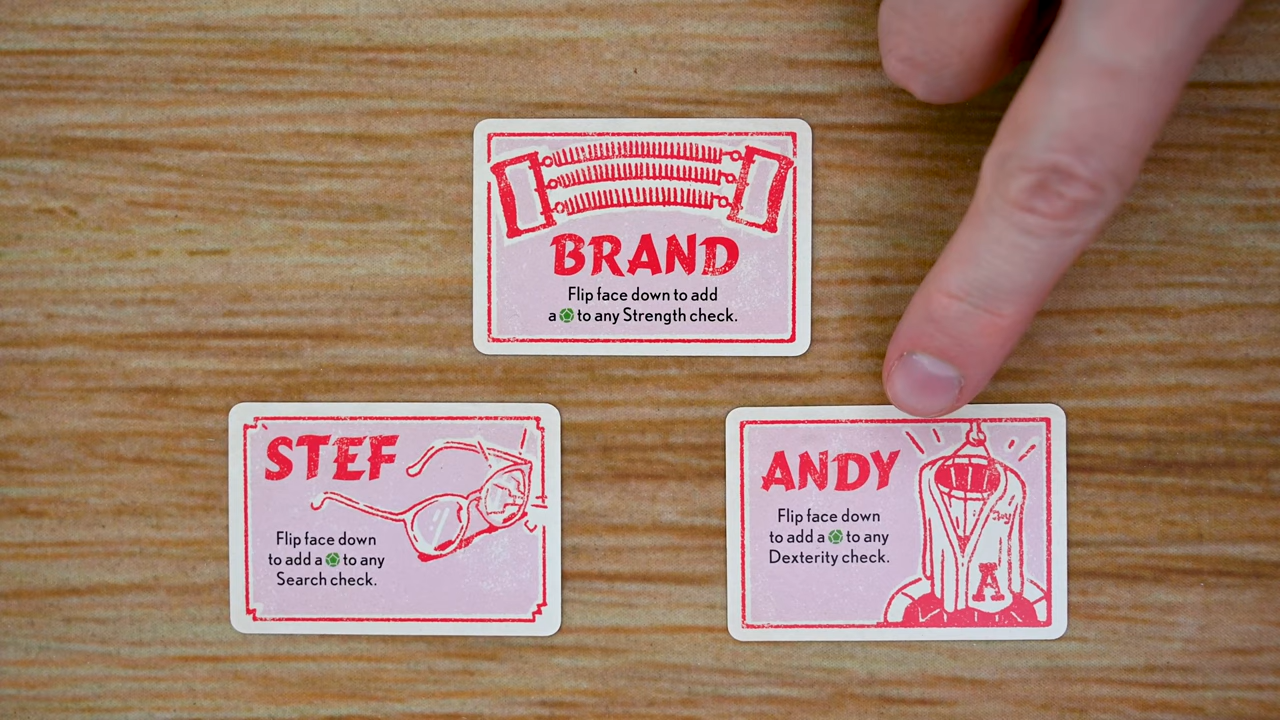 BRAND
Flip face down to add
a to any Strength check.
STEF
Flip face down
to add a to any
Search check.
ANDY
Flip face down
to add a to any
Dexterity check.
A